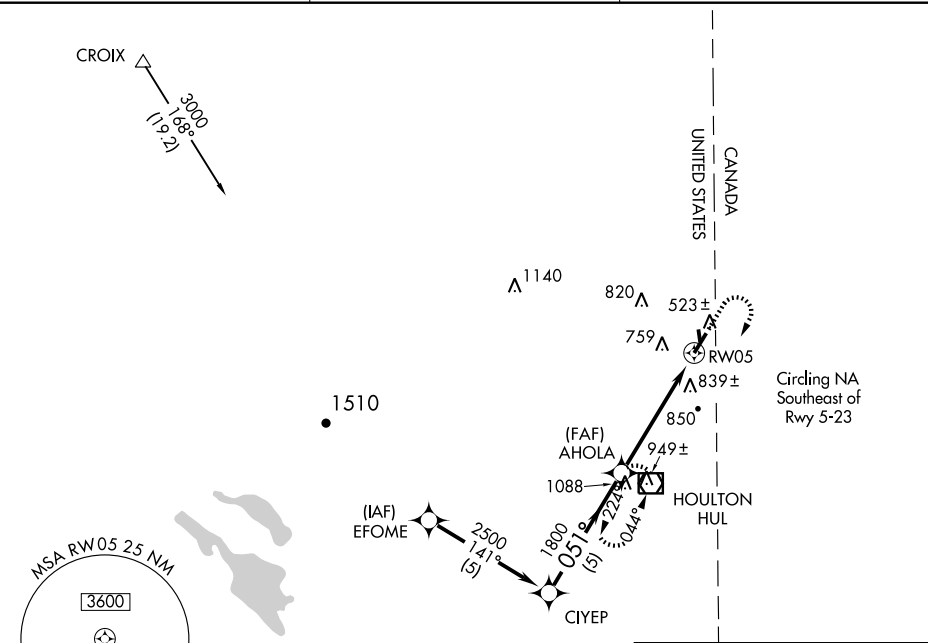 CROIX
3000
168°
(19.2)
CANADA
UNITED STATES
1140
820
523±
759
RW05
839±
Circling NA
Southeast of
Rwy 5-23
850
1510
(FAF)
AHOLA
949±
1088
HOULTON
HUL
224°
044°
(IAF)
EFOME
2500
141°
(5)
1800
051°
(5)
CIYEP
MSA RW05 25 NM
3600